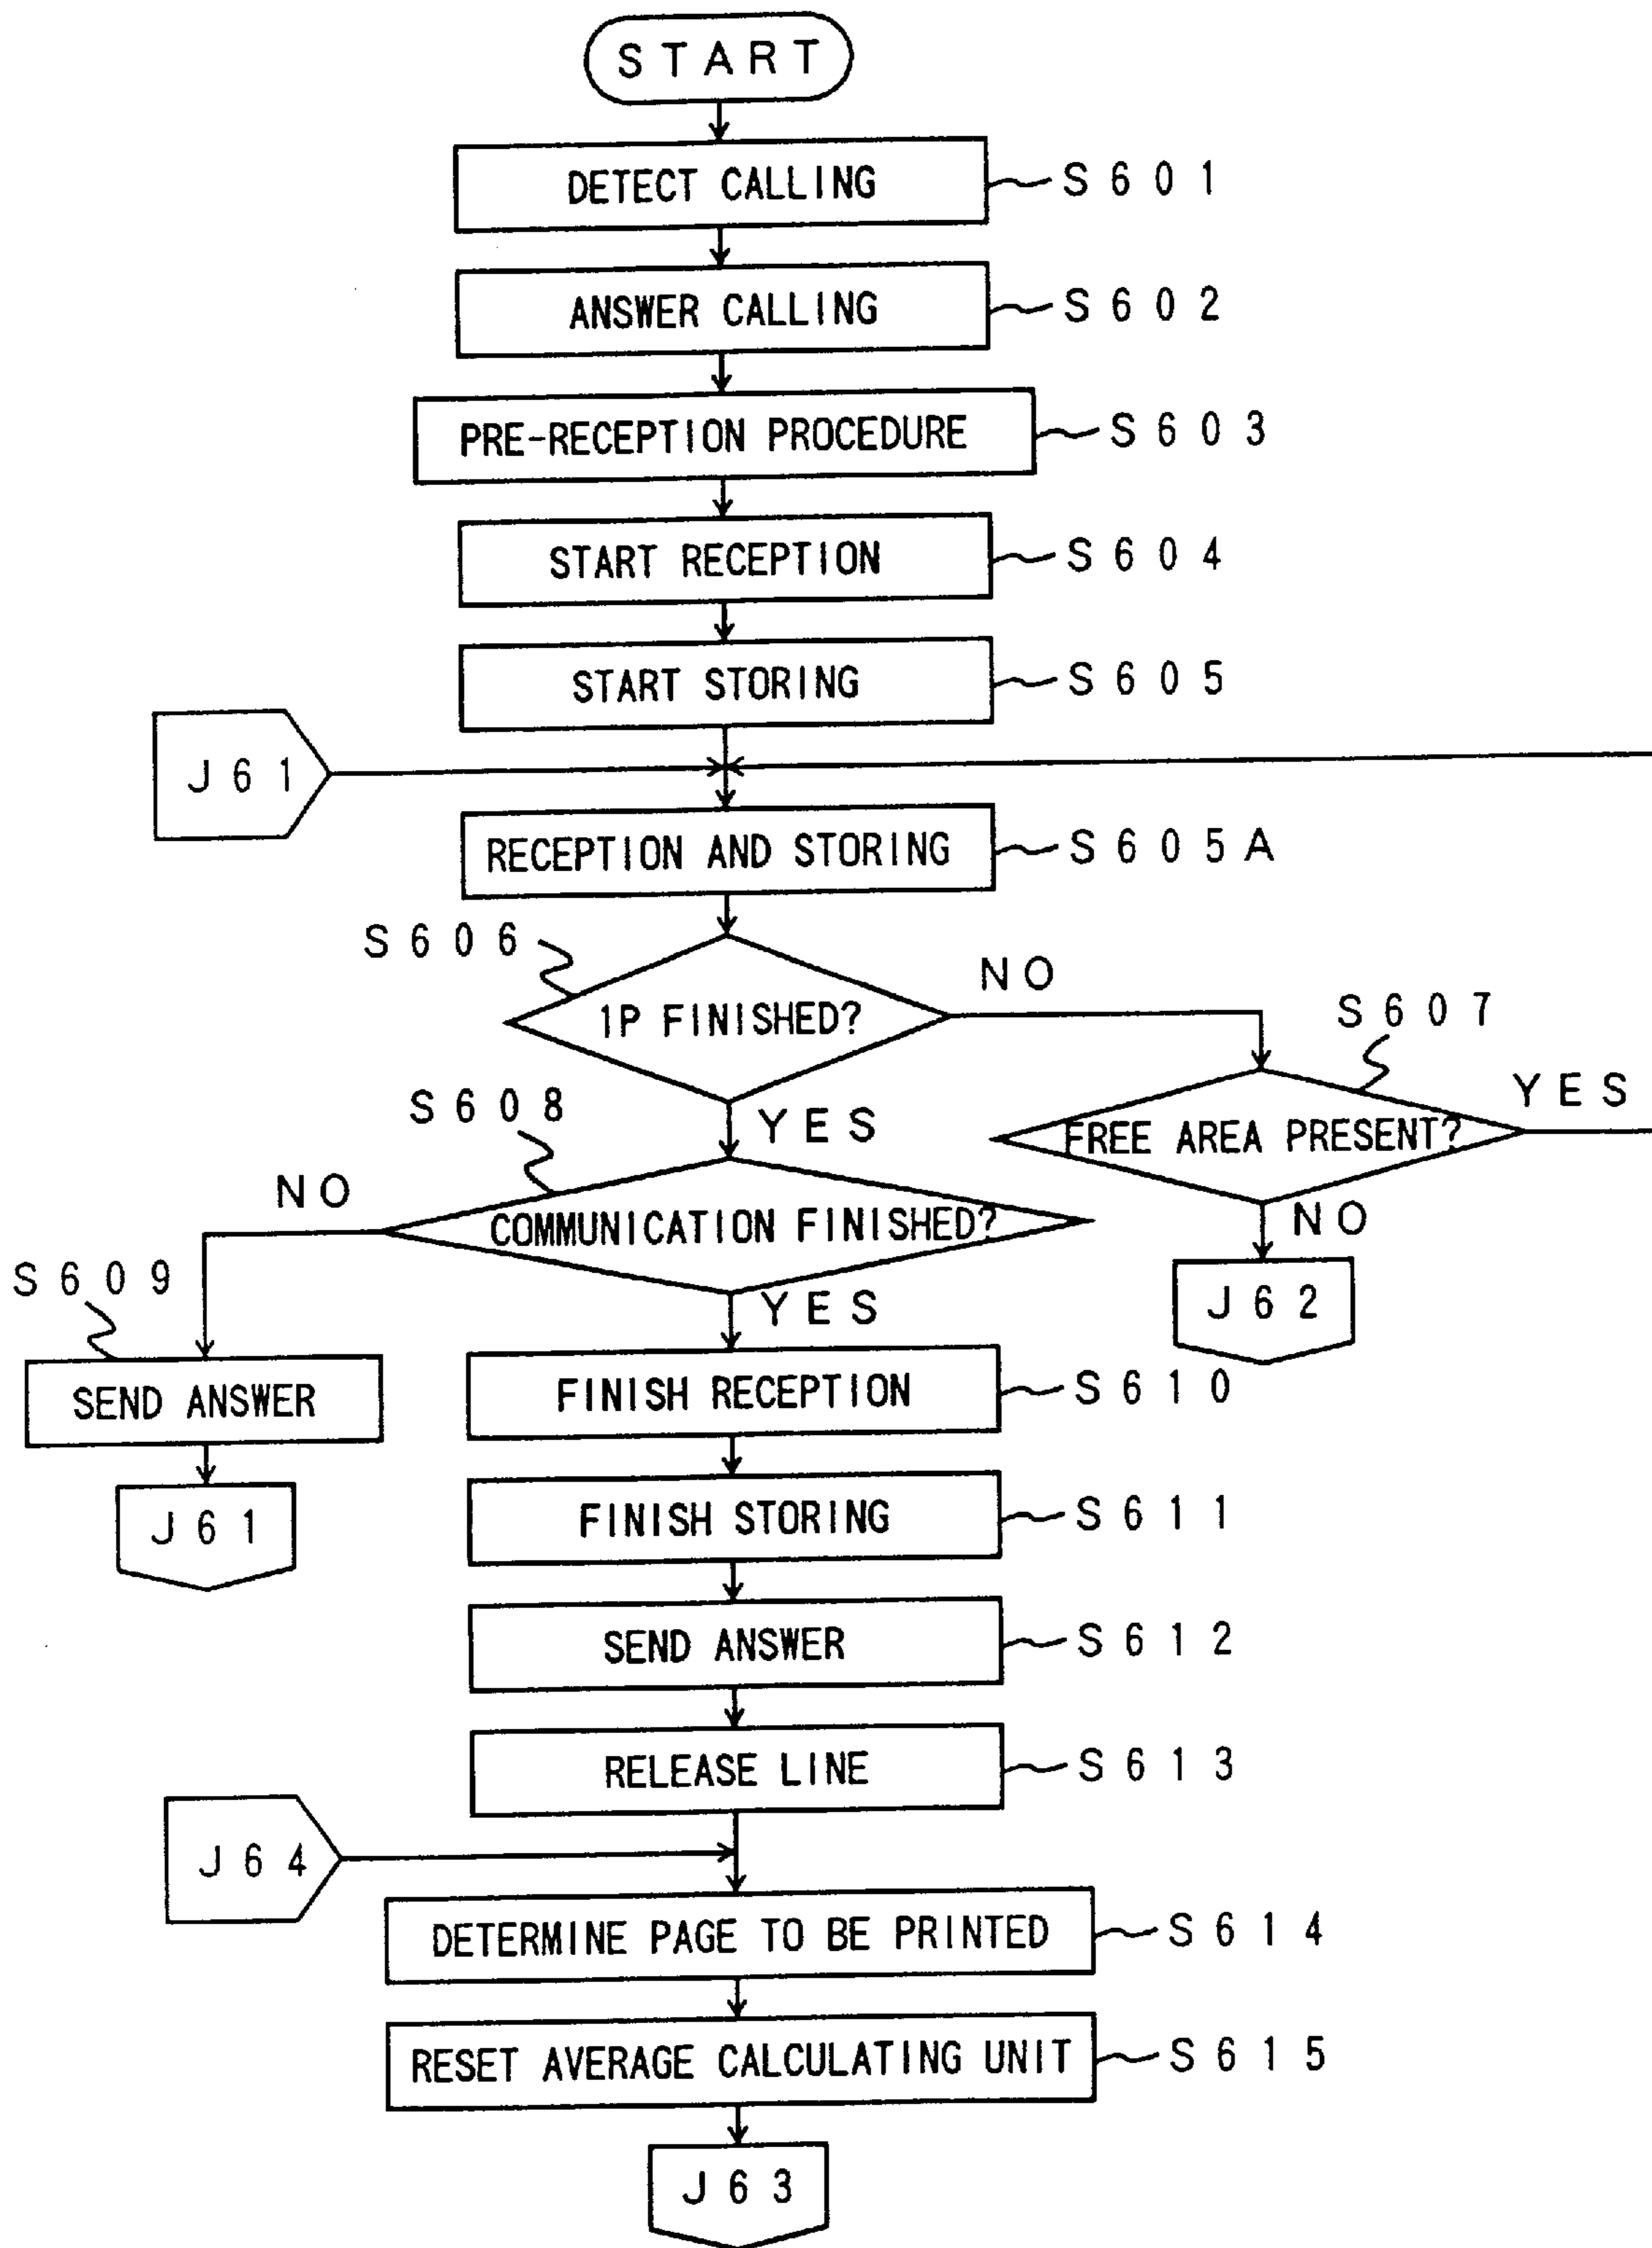 START
DETECT CALLING
S601
ANSWER CALLING
S602
PRE-RECEPTION PROCEDURE
S603
START RECEPTION
S604
START STORING
S605
J61
RECEPTION AND STORING
S605A
S606
1P FINISHED?
NO
S607
YES
FREE AREA PRESENT?
YES
NO
J62
S608
COMMUNICATION FINISHED?
NO
YES
S609
SEND ANSWER
J61
FINISH RECEPTION
S610
FINISH STORING
S611
SEND ANSWER
S612
RELEASE LINE
S613
J64
DETERMINE PAGE TO BE PRINTED
S614
RESET AVERAGE CALCULATING UNIT
S615
J63